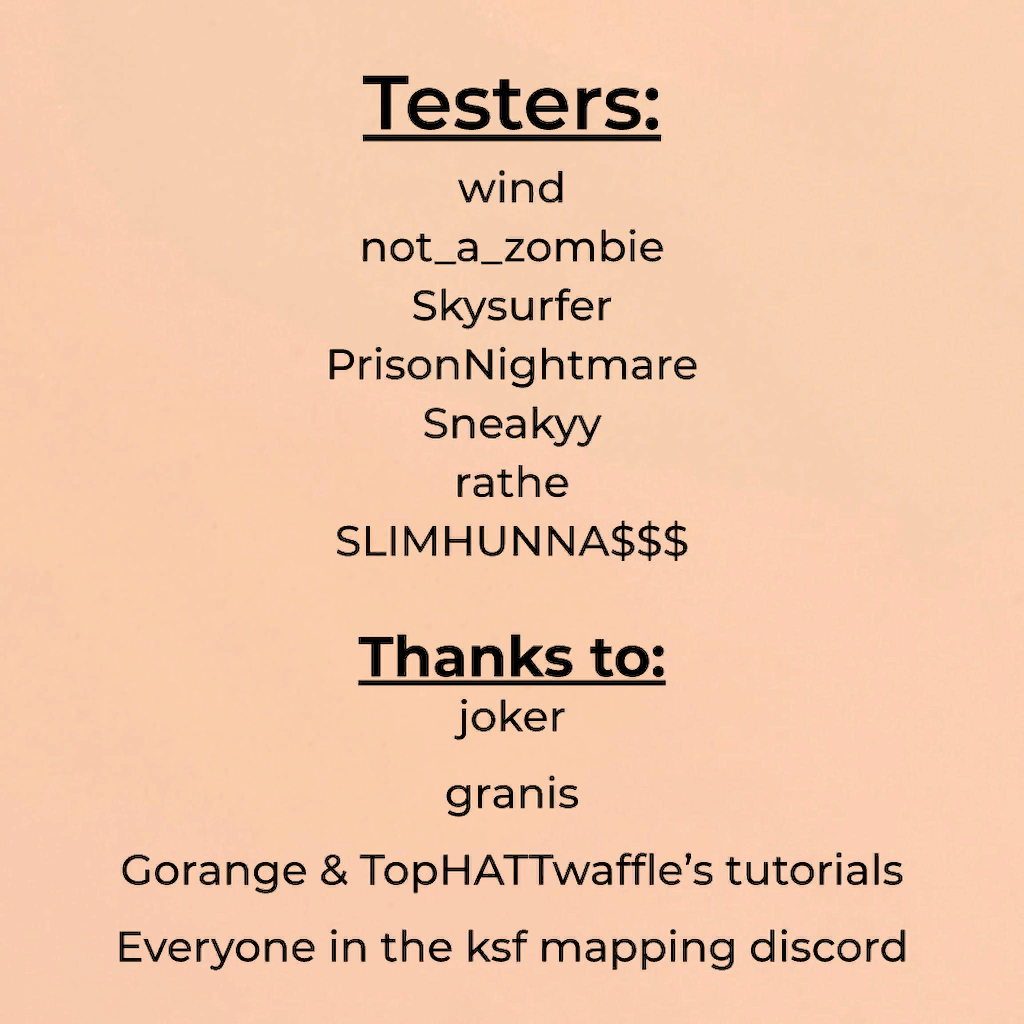 Testers:
wind
not_a_zombie
Skysurfer
PrisonNightmare
Sneakyy
rathe
SLIMHUNNA$$$
Thanks to:
joker
granis
Gorange & TopHATTwaffle’s tutorials
Everyone in the ksf mapping discord